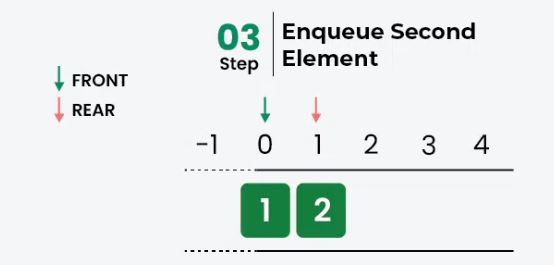 03
Step
Enqueue Second
Element
FRONT
REAR
-1 0 1 2 3 4
1 2